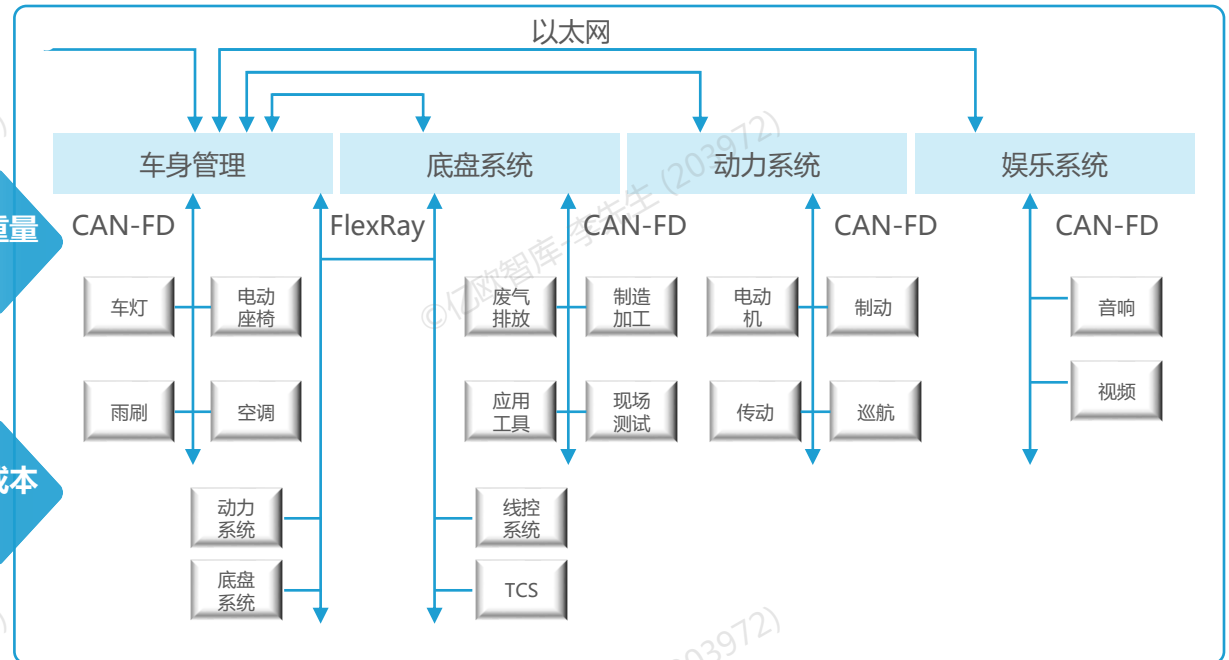 以太网
车身管理
底盘系统
动力系统
娱乐系统
CAN-FD
FlexRay
CAN-FD
CAN-FD
CAN-FD
车灯
电动
座椅
废气
排放
制造
加工
电动
机
制动
音响
雨刷
空调
应用
工具
现场
测试
传动
巡航
视频
动力
系统
线控
系统
底盘
系统
TCS
重量
成本
©亿欧智库-李先生 (203972)
203972)